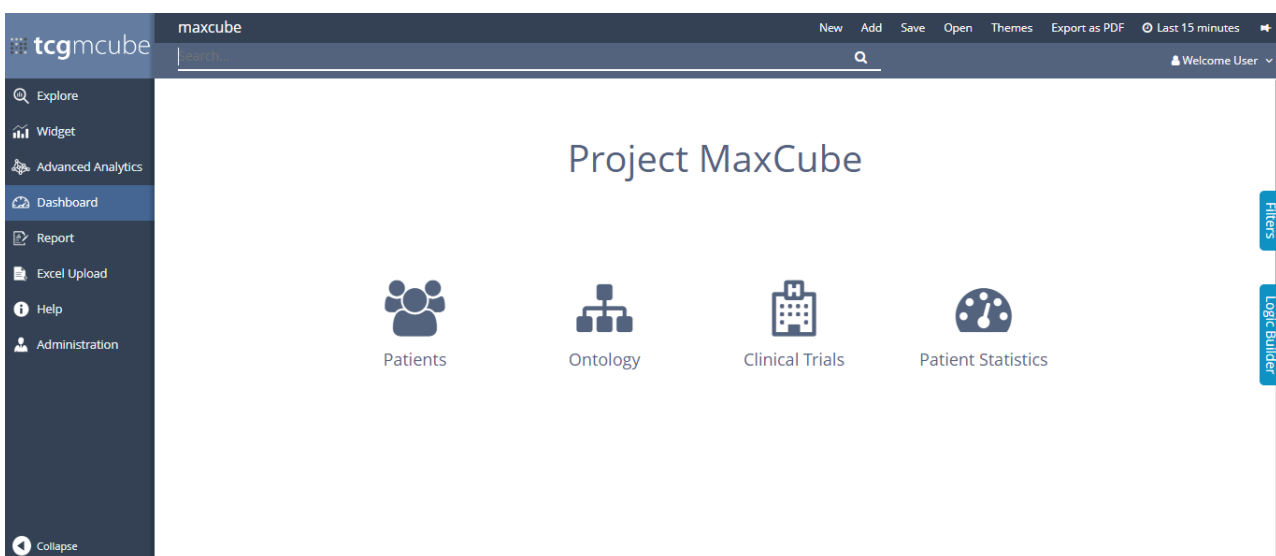 tcgmcube
maxcube
New Add Save Open Themes Export as PDF Last 15 minutes
Search...
Welcome User
Explore
Widget
Advanced Analytics
Dashboard
Report
Excel Upload
Help
Administration
Collapse
Project MaxCube
H
Patients Ontology Clinical Trials Patient Statistics
Filters
Logic Builder